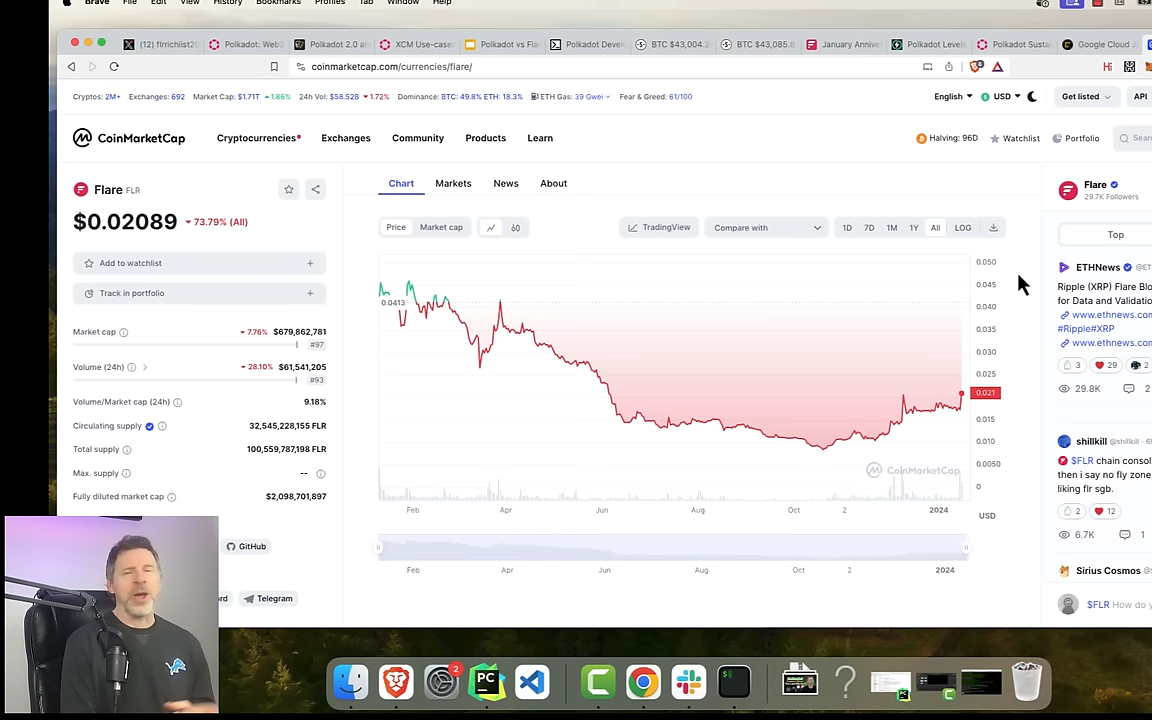 Brave File Edit View History Bookmarks Profiles Tab Window Help
(12) flrrichlist2
Polkadot: Web3
Polkadot 2.0 an
XCM Use-cases
Polkadot vs Fla
Polkadot Devel
BTC $43,004.2
BTC $43,085.8
January Annive
Polkadot Levels
Polkadot Susta
Google Cloud J
coinmarketcap.com/currencies/flare/
Cryptos: 2M+ Exchanges: 692 Market Cap: $1.71T 1.86% 24h Vol: $58.52B 1.72% Dominance: BTC: 49.8% ETH: 18.3% ETH Gas: 39 Gwei Fear & Greed: 61/100
English USD Get listed API
CoinMarketCap Cryptocurrencies Exchanges Community Products Learn
Halving: 96D Watchlist Portfolio Sear
Flare FLR
$0.02089 73.79% (All)
Add to watchlist +
Track in portfolio +
Market cap 7.76% $679,862,781
#97
Volume (24h) 28.10% $61,541,205
#93
Volume/Market cap (24h) 9.18%
Circulating supply 32,545,228,155 FLR
Total supply 100,559,787,198 FLR
Max. supply --
Fully diluted market cap $2,098,701,897
GitHub
rd Telegram
Chart Markets News About
Price Market cap
TradingView Compare with 1D 7D 1M 1Y All LOG
0.050
0.045
0.0413
0.040
0.035
0.030
0.025
0.021
0.015
0.010
0.0050
0
CoinMarketCap
Feb Apr Jun Aug Oct 2 2024 USD
Feb Apr Jun Aug Oct 2 2024
Flare
29.7K Followers
Top
ETHNews @ET
Ripple (XRP) Flare Blo
for Data and Validatio
www.ethnews.com
#Ripple#XRP
www.ethnews.com
3 29 2
29.8K 2
shillkill @shillkill
$FLR chain consol
then i say no fly zone
liking flr sgb.
2 12
6.7K 1
Sirius Cosmos
$FLR How do y
2
PC